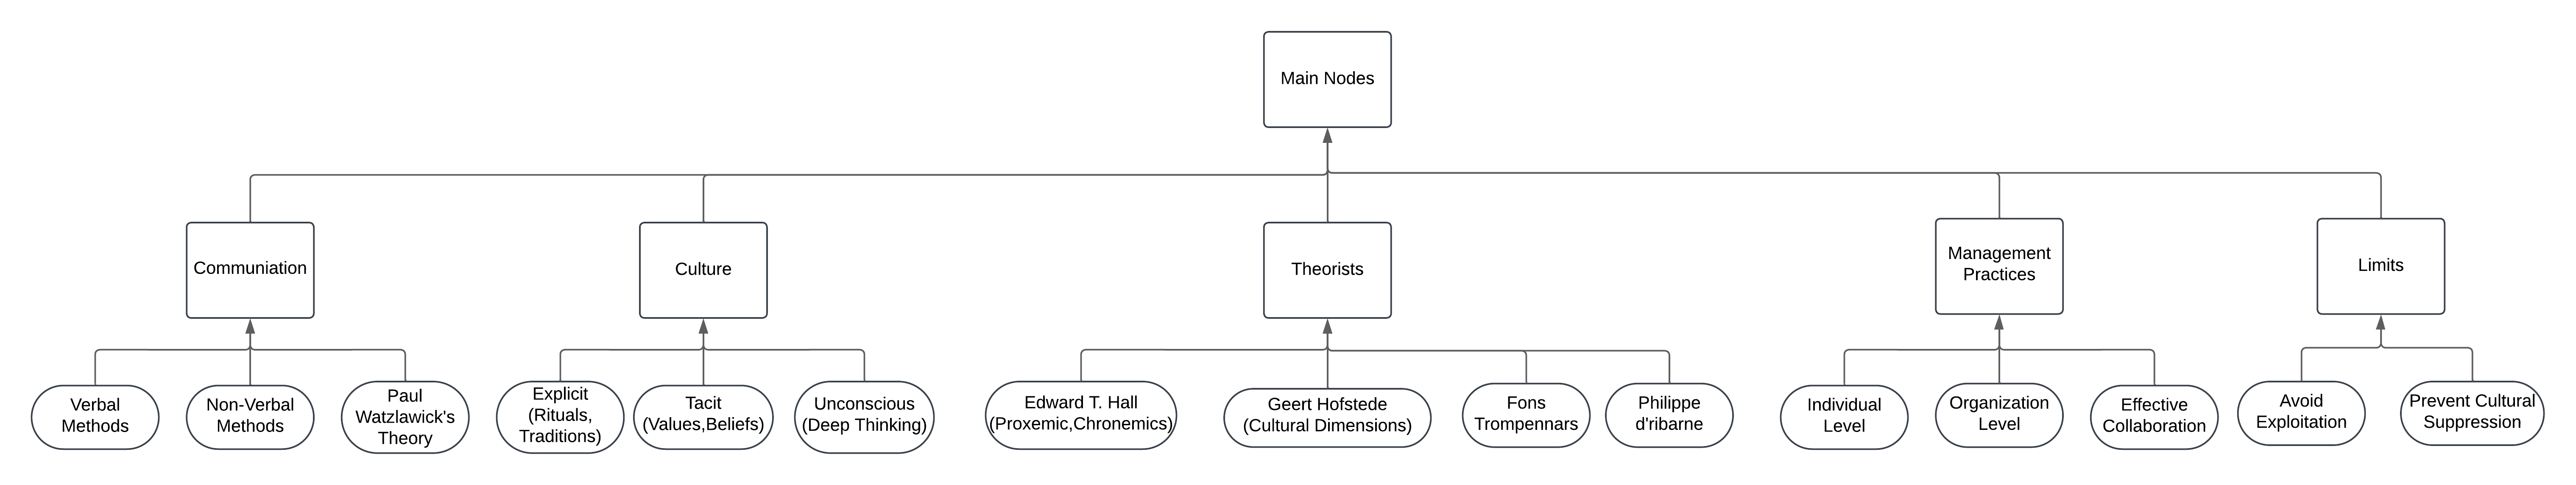 Main Nodes
Communiation
Culture
Theorists
Management
Practices
Limits
Verbal
Methods
Non-Verbal
Methods
Paul
Watzlawick's
Theory
Explicit
(Rituals,
Traditions)
Tacit
(Values,Beliefs)
Unconscious
(Deep Thinking)
Edward T. Hall
(Proxemic,Chronemics)
Geert Hofstede
(Cultural Dimensions)
Fons
Trompennars
Philippe
d'ribarne
Individual
Level
Organization
Level
Effective
Collaboration
Avoid
Exploitation
Prevent Cultural
Suppression